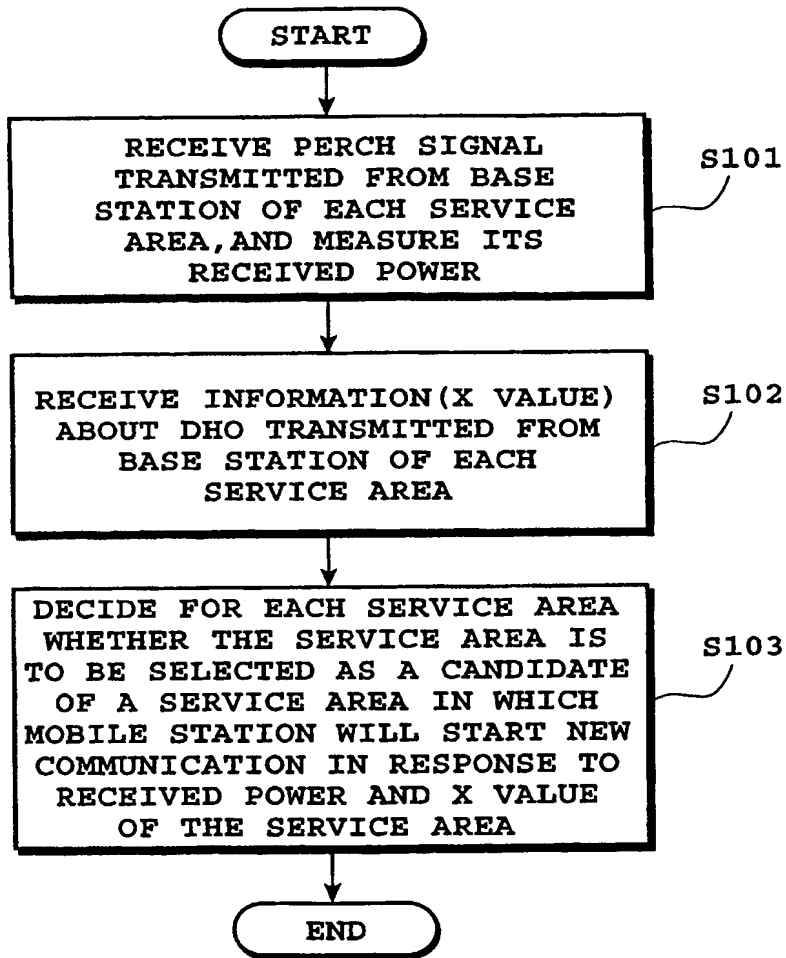 START
RECEIVE PERCH SIGNAL
TRANSMITTED FROM BASE
STATION OF EACH SERVICE
AREA,AND MEASURE ITS
RECEIVED POWER
S101
RECEIVE INFORMATION(X VALUE)
ABOUT DHO TRANSMITTED FROM
BASE STATION OF EACH
SERVICE AREA
S102
DECIDE FOR EACH SERVICE AREA
WHETHER THE SERVICE AREA IS
TO BE SELECTED AS A CANDIDATE
OF A SERVICE AREA IN WHICH
MOBILE STATION WILL START NEW
COMMUNICATION IN RESPONSE TO
RECEIVED POWER AND X VALUE
OF THE SERVICE AREA
S103
END